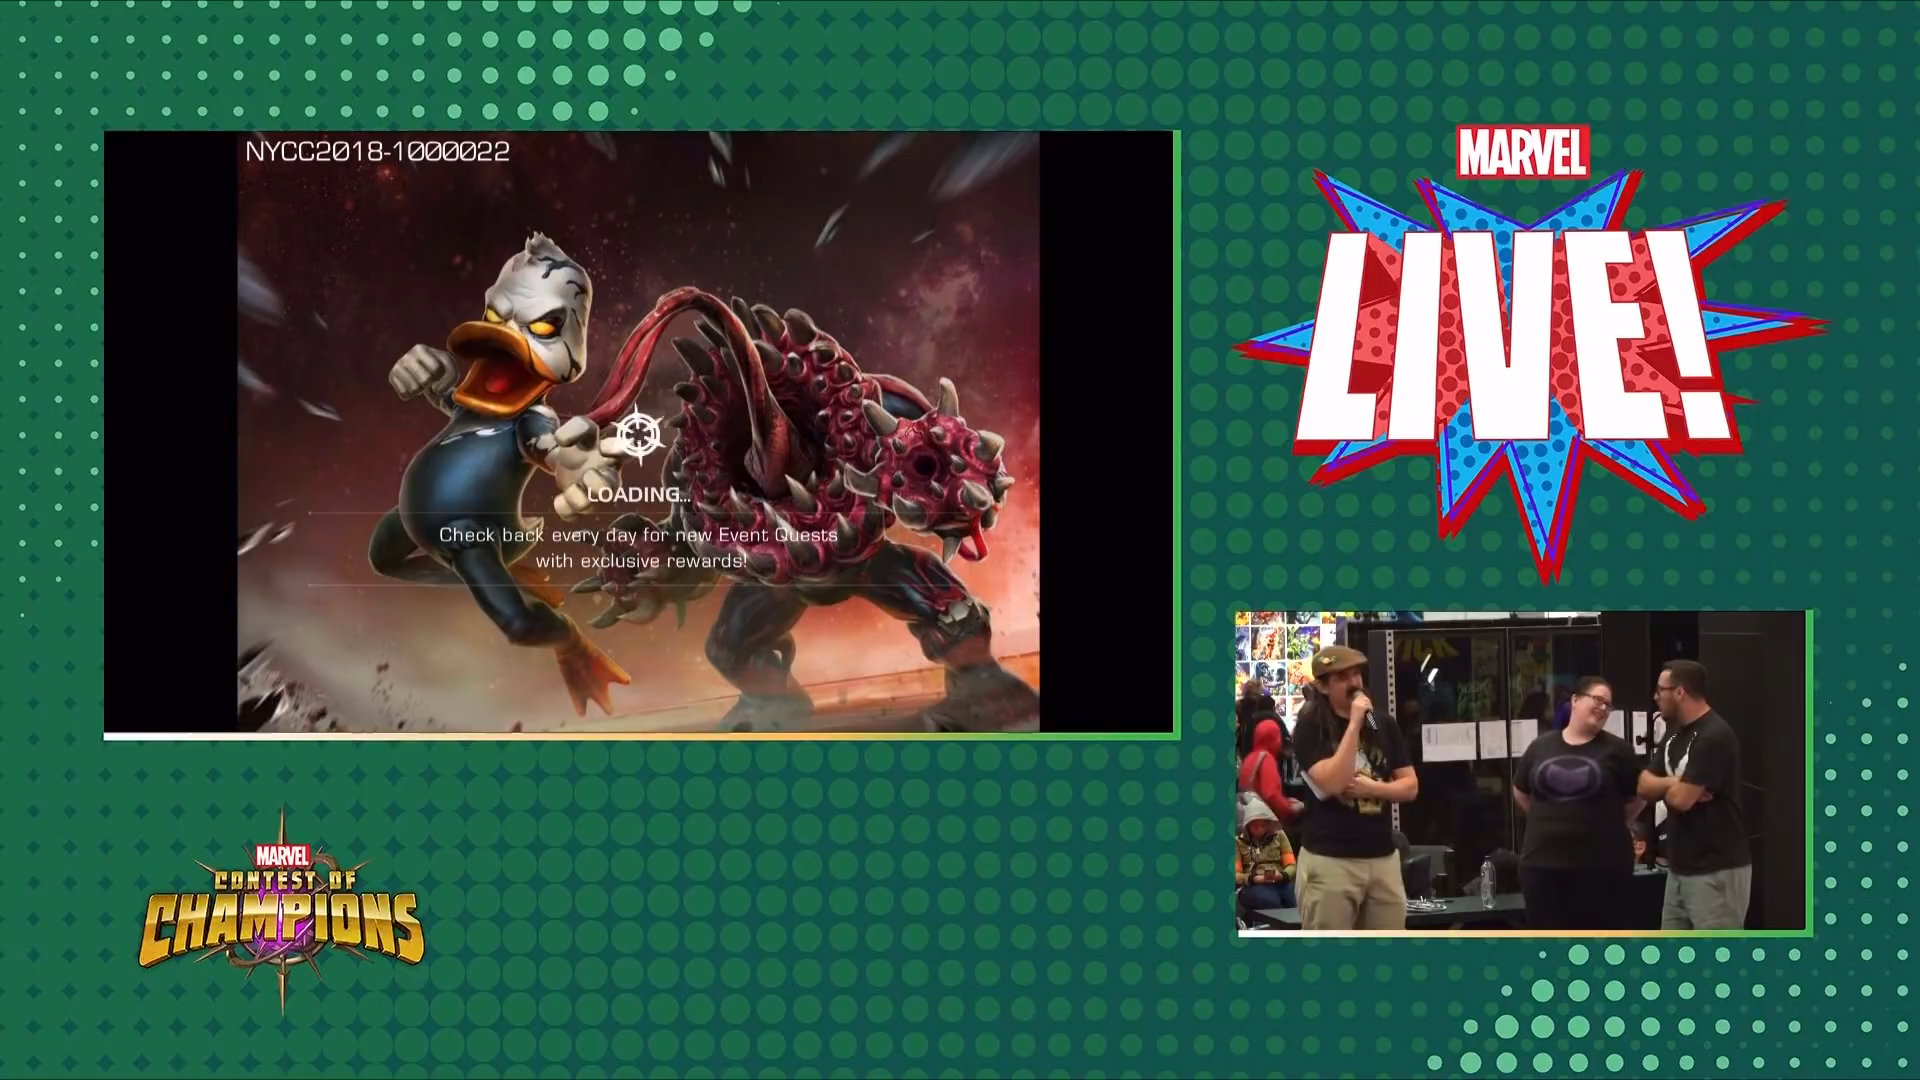 NYCC2018-1000022
LOADING...
Check back every day for new Event Quests
with exclusive rewards!
MARVEL
LIVE!
MARVEL
CONTEST OF
CHAMPIONS